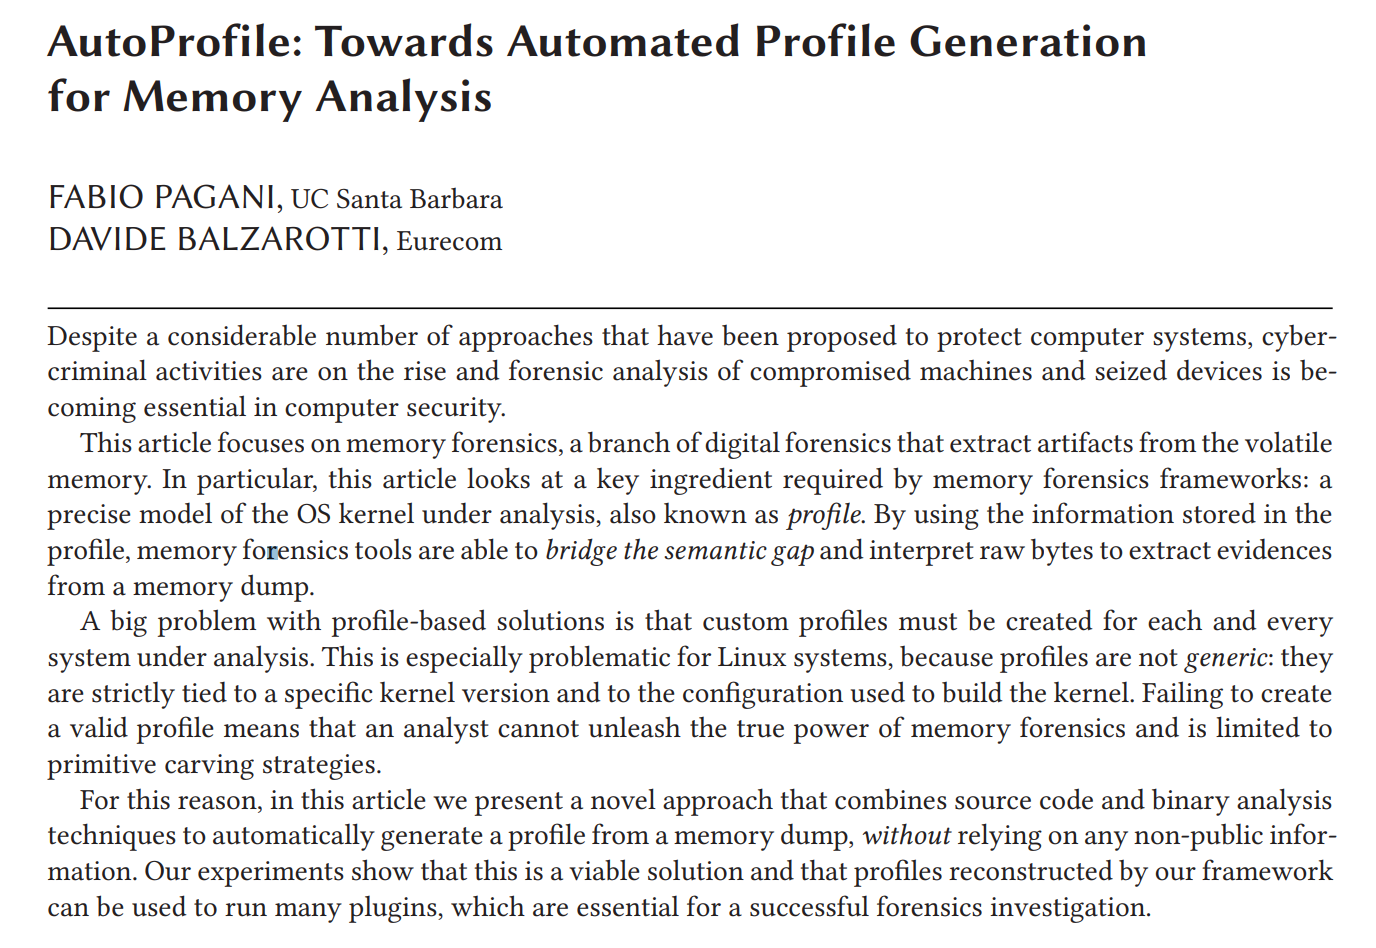 AutoProfile: Towards Automated Profile Generation
for Memory Analysis
FABIO PAGANI, UC Santa Barbara
DAVIDE BALZAROTTI, Eurecom
Despite a considerable number of approaches that have been proposed to protect computer systems, cyber-
criminal activities are on the rise and forensic analysis of compromised machines and seized devices is be-
coming essential in computer security.
This article focuses on memory forensics, a branch of digital forensics that extract artifacts from the volatile
memory. In particular, this article looks at a key ingredient required by memory forensics frameworks: a
precise model of the OS kernel under analysis, also known as profile. By using the information stored in the
profile, memory forensics tools are able to bridge the semantic gap and interpret raw bytes to extract evidences
from a memory dump.
A big problem with profile-based solutions is that custom profiles must be created for each and every
system under analysis. This is especially problematic for Linux systems, because profiles are not generic: they
are strictly tied to a specific kernel version and to the configuration used to build the kernel. Failing to create
a valid profile means that an analyst cannot unleash the true power of memory forensics and is limited to
primitive carving strategies.
For this reason, in this article we present a novel approach that combines source code and binary analysis
techniques to automatically generate a profile from a memory dump, without relying on any non-public infor-
mation. Our experiments show that this is a viable solution and that profiles reconstructed by our framework
can be used to run many plugins, which are essential for a successful forensics investigation.